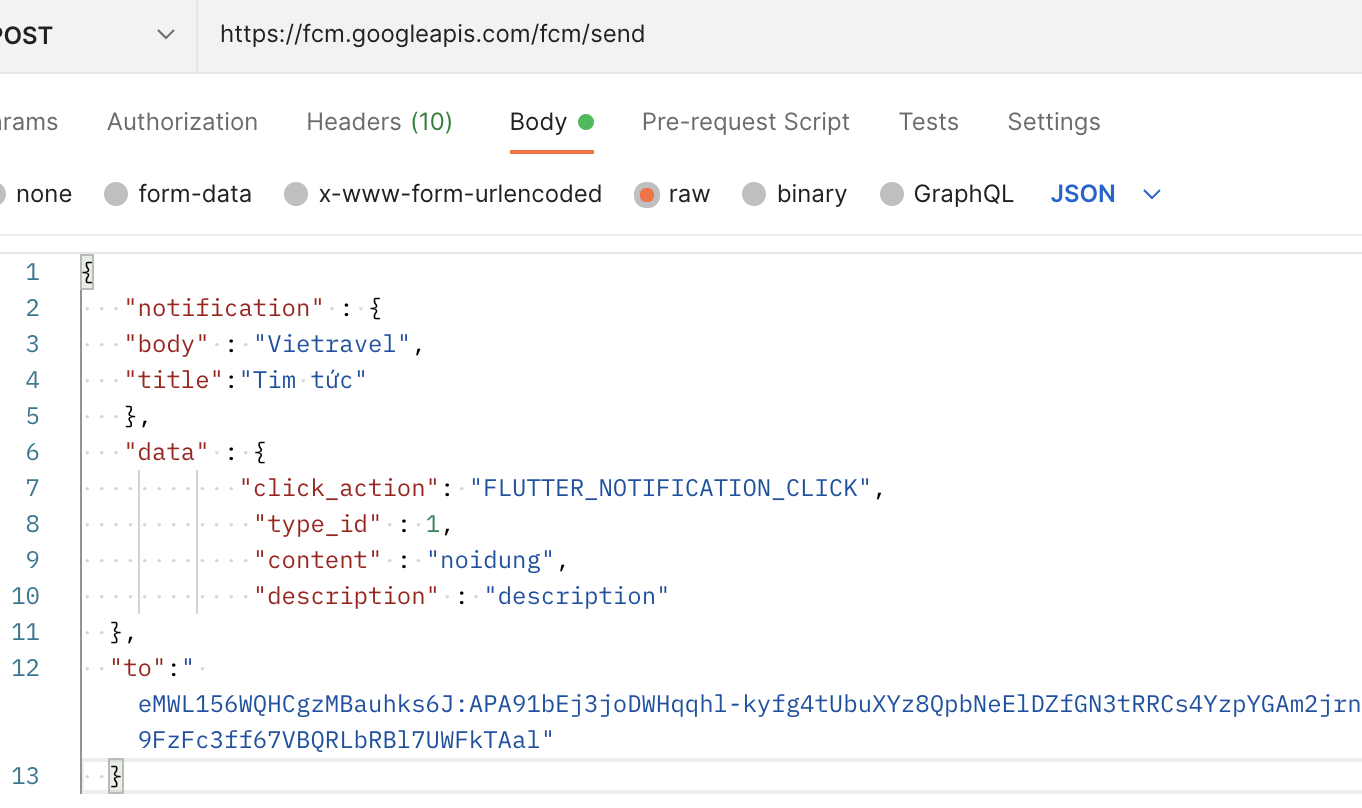 POST https://fcm.googleapis.com/fcm/send
arams Authorization Headers (10) Body Pre-request Script Tests Settings
none form-data x-www-form-urlencoded raw binary GraphQL JSON
1 {
2 "notification" : {
3 "body" : "Vietravel",
4 "title":"Tim tức"
5 },
6 "data" : {
7 "click_action": "FLUTTER_NOTIFICATION_CLICK",
8 "type_id" : 1,
9 "content" : "noidung",
10 "description" : "description"
11 },
12 "to":"
eMWL156WQHCgzMBauhks6J:APA91bEj3joDWHqqhl-kyfg4tUbuXYz8QpbNeElDZfGN3tRRCs4YzpYGAm2jrn
9FzFc3ff67VBQRLbRBl7UWFkTAal"
13 }